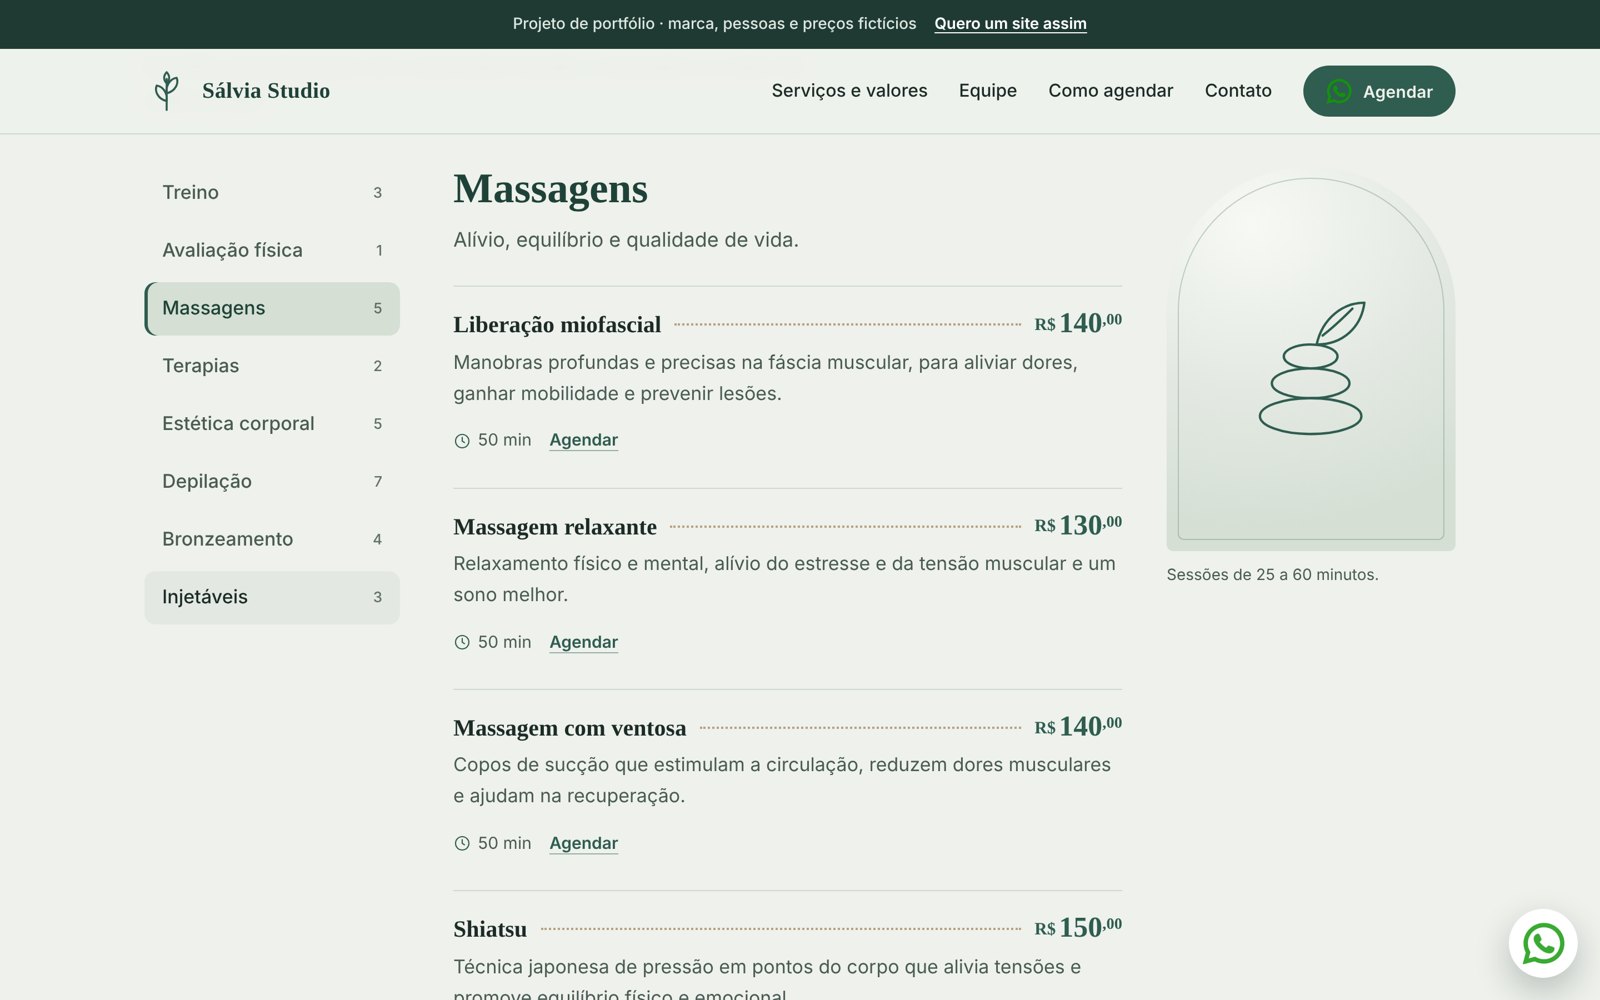 Projeto de portfólio · marca, pessoas e preços fictícios Quero um site assim
Sálvia Studio
Serviços e valores Equipe Como agendar Contato Agendar
Treino 3
Avaliação física 1
Massagens 5
Terapias 2
Estética corporal 5
Depilação 7
Bronzeamento 4
Injetáveis 3
Massagens
Alívio, equilíbrio e qualidade de vida.
Liberação miofascial R$ 140,00
Manobras profundas e precisas na fáscia muscular, para aliviar dores,
ganhar mobilidade e prevenir lesões.
50 min Agendar
Massagem relaxante R$ 130,00
Relaxamento físico e mental, alívio do estresse e da tensão muscular e um
sono melhor.
50 min Agendar
Massagem com ventosa R$ 140,00
Copos de sucção que estimulam a circulação, reduzem dores musculares
e ajudam na recuperação.
50 min Agendar
Shiatsu R$ 150,00
Técnica japonesa de pressão em pontos do corpo que alivia tensões e
promove equilíbrio físico e emocional.
Sessões de 25 a 60 minutos.